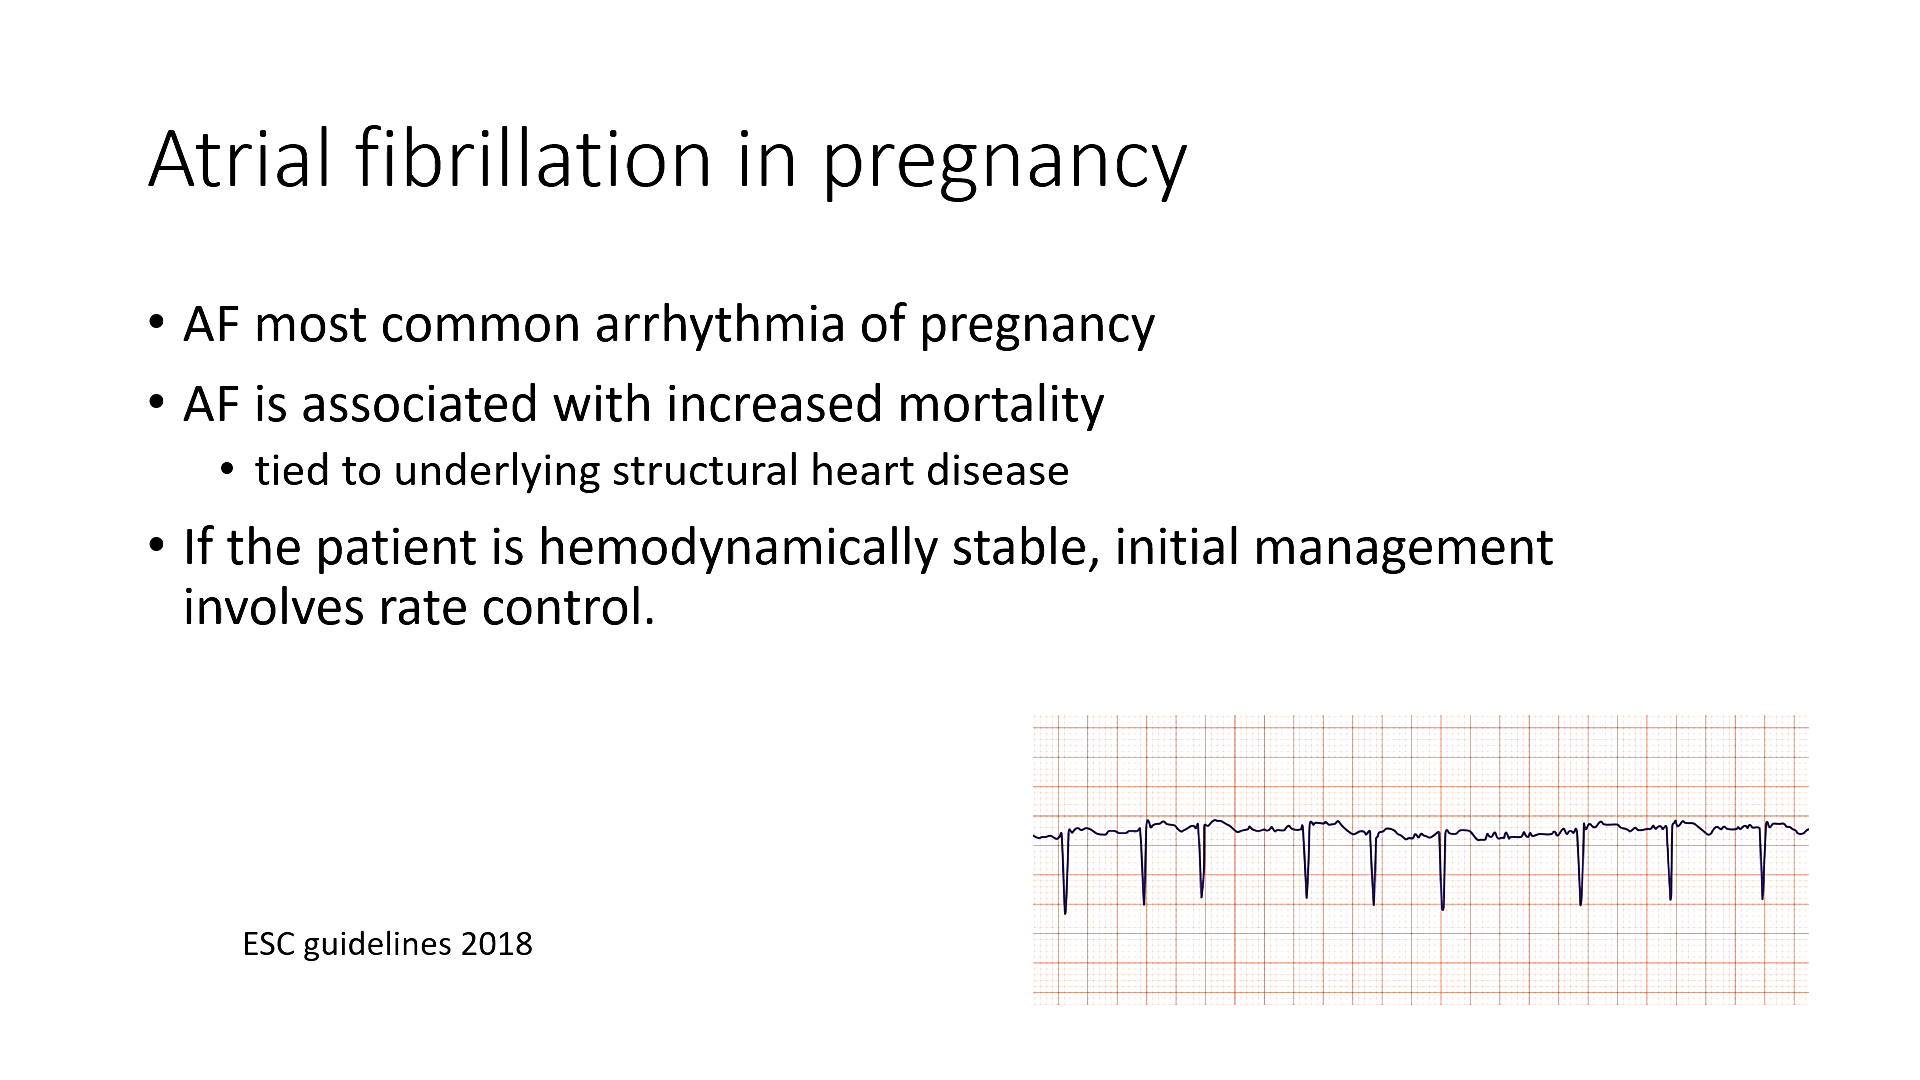 Atrial fibrillation in pregnancy
• AF most common arrhythmia of pregnancy
• AF is associated with increased mortality
• tied to underlying structural heart disease
• If the patient is hemodynamically stable, initial management
involves rate control.
ESC guidelines 2018